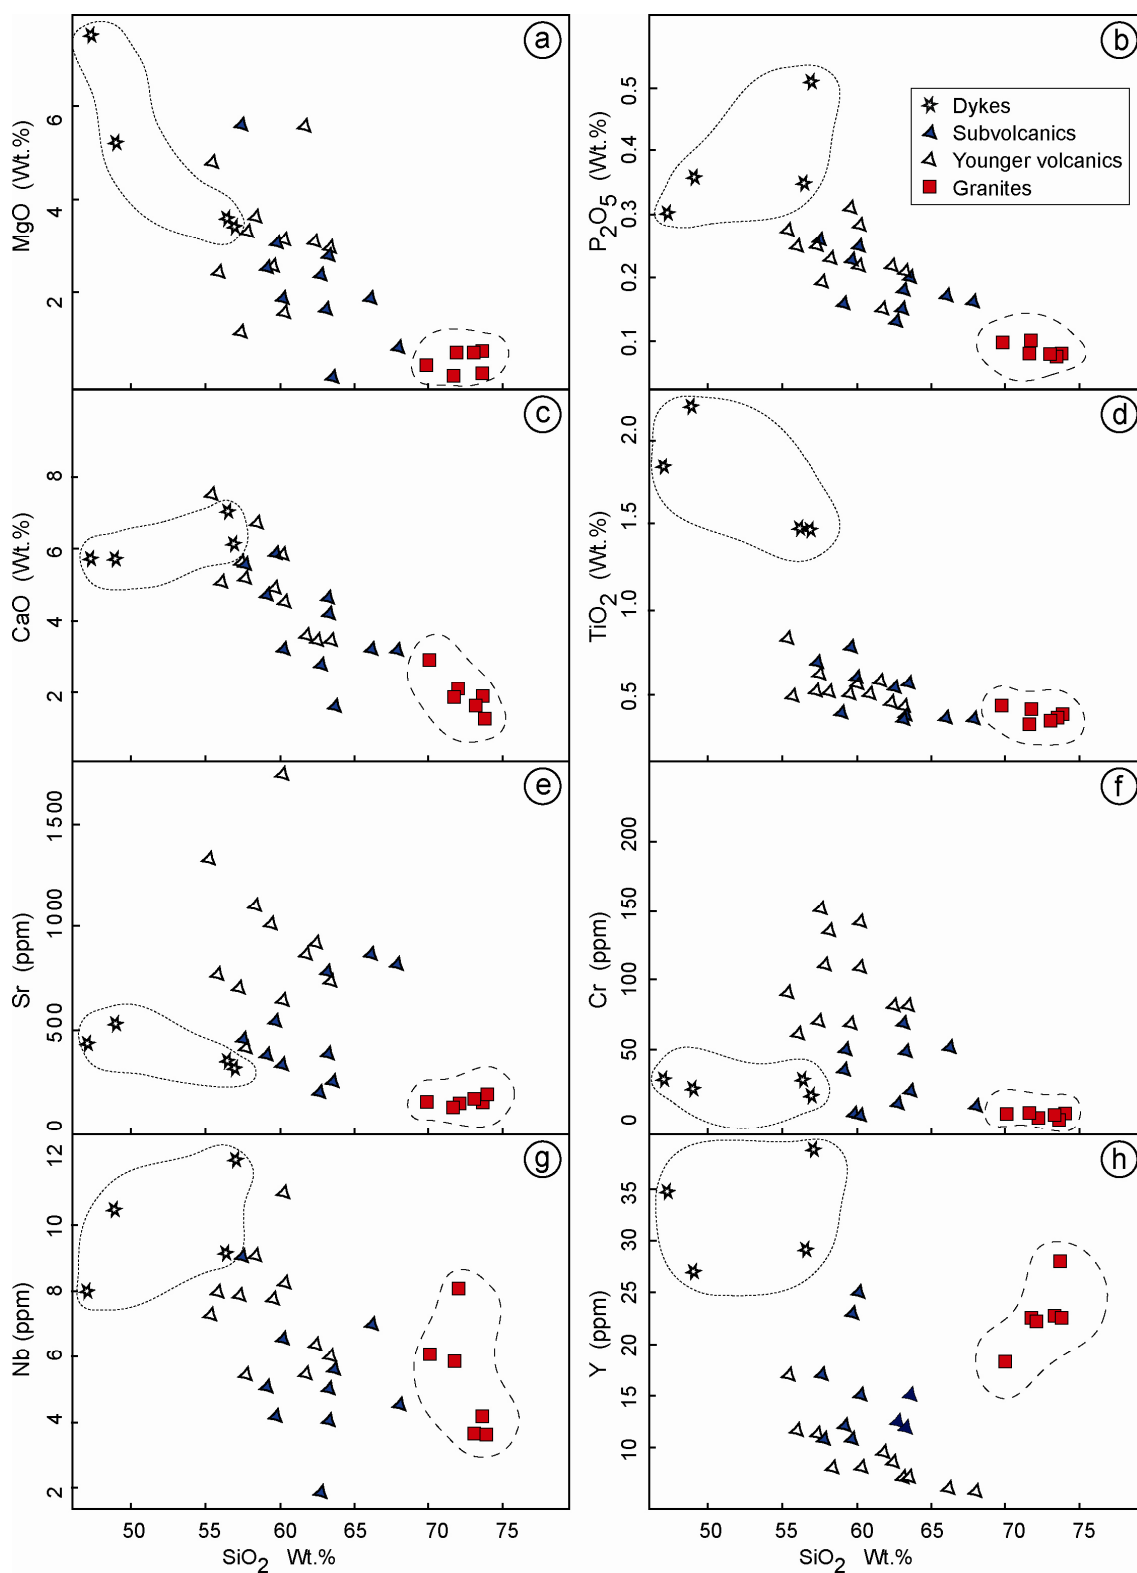 a
MgO (Wt.%)
6
4
2
b
P2O5 (Wt.%)
0.5
0.4
0.3
0.2
0.1
Dykes
Subvolcanics
Younger volcanics
Granites
c
CaO (Wt.%)
8
6
4
2
d
TiO2 (Wt.%)
2.0
1.5
1.0
0.5
e
Sr (ppm)
1500
1000
500
0
f
Cr (ppm)
200
150
100
50
0
g
Nb (ppm)
12
10
8
6
4
2
50 55 60 65 70 75
SiO2 Wt.%
h
Y (ppm)
35
30
25
20
15
10
50 55 60 65 70 75
SiO2 Wt.%